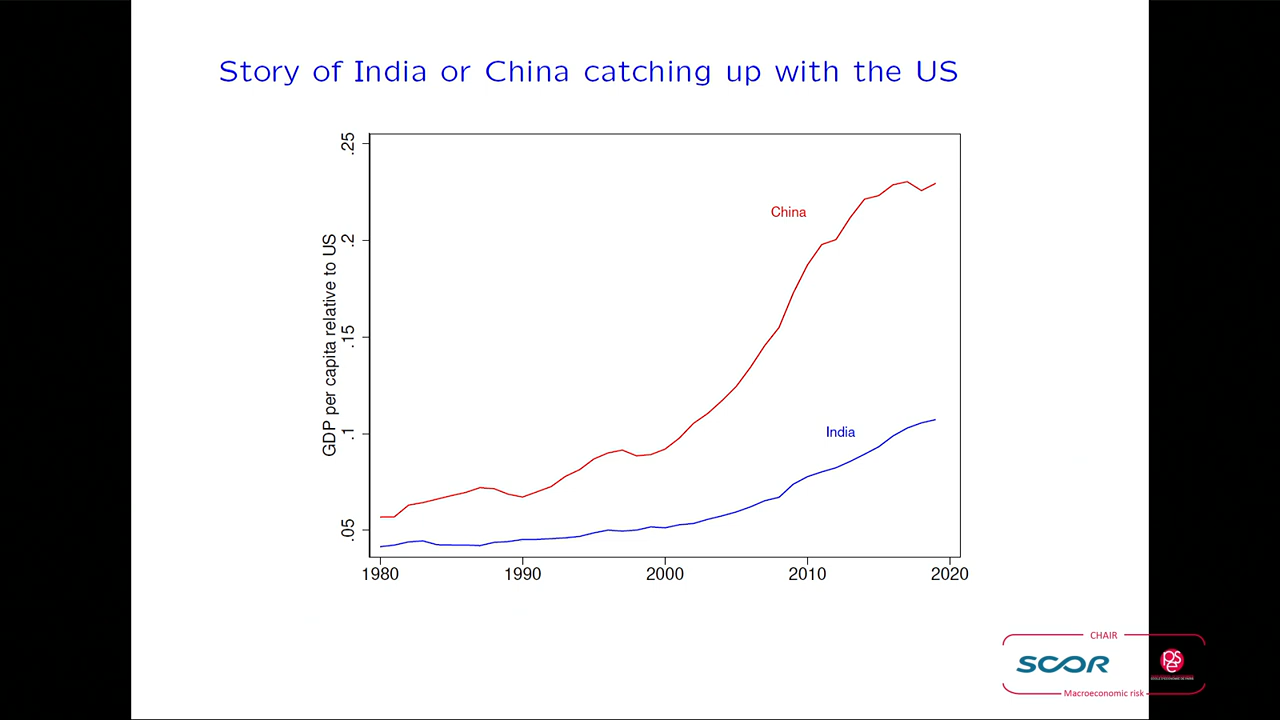 Story of India or China catching up with the US
GDP per capita relative to US
.25
.2
.15
.1
.05
China
India
1980 1990 2000 2010 2020
CHAIR
SCOR
pse
Macroeconomic risk